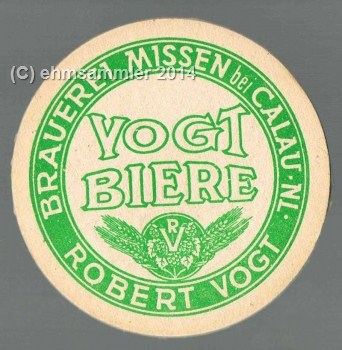 (C) ehmsammler 2014
BRAUEREI MISSEN bei CALAU·NL·
VOGT
BIERE
RV
ROBERT VOGT